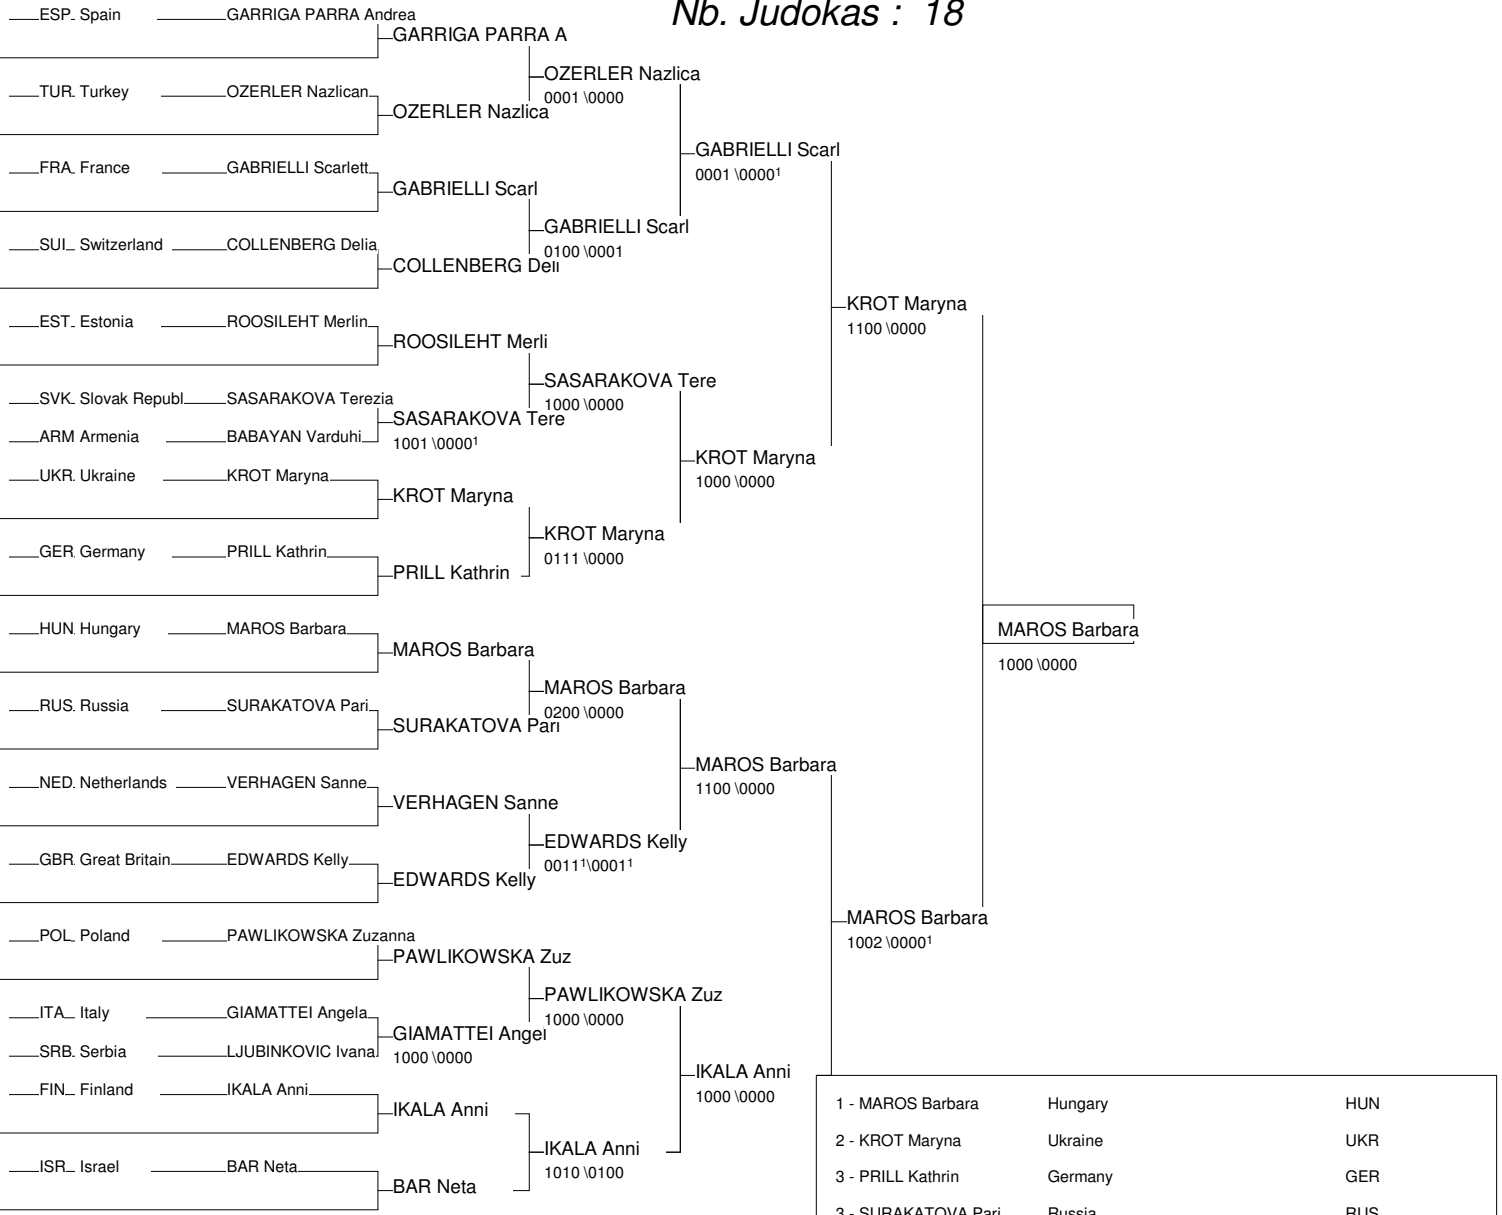 Nb. Judokas : 18
ESP Spain GARRIGA PARRA Andrea
GARRIGA PARRA A
OZERLER Nazlica
0001 \0000
TUR Turkey OZERLER Nazlican
OZERLER Nazlica
GABRIELLI Scarl
0001 \0000¹
FRA France GABRIELLI Scarlett
GABRIELLI Scarl
GABRIELLI Scarl
0100 \0001
SUI Switzerland COLLENBERG Delia
COLLENBERG Deli
KROT Maryna
1100 \0000
EST Estonia ROOSILEHT Merlin
ROOSILEHT Merli
SASARAKOVA Tere
1000 \0000
SVK Slovak Republ SASARAKOVA Terezia
SASARAKOVA Tere
1001 \0000¹
ARM Armenia BABAYAN Varduhi
KROT Maryna
1000 \0000
UKR Ukraine KROT Maryna
KROT Maryna
KROT Maryna
0111 \0000
GER Germany PRILL Kathrin
PRILL Kathrin
HUN Hungary MAROS Barbara
MAROS Barbara
1000 \0000
MAROS Barbara
MAROS Barbara
0200 \0000
RUS Russia SURAKATOVA Pari
SURAKATOVA Pari
MAROS Barbara
1100 \0000
NED Netherlands VERHAGEN Sanne
VERHAGEN Sanne
EDWARDS Kelly
0011¹\0001¹
GBR Great Britain EDWARDS Kelly
EDWARDS Kelly
MAROS Barbara
1002 \0000¹
POL Poland PAWLIKOWSKA Zuzanna
PAWLIKOWSKA Zuz
PAWLIKOWSKA Zuz
1000 \0000
ITA Italy GIAMATTEI Angela
GIAMATTEI Angel
1000 \0000
SRB Serbia LJUBINKOVIC Ivana
IKALA Anni
1000 \0000
FIN Finland IKALA Anni
IKALA Anni
IKALA Anni
1010 \0100
ISR Israel BAR Neta
BAR Neta
1 - MAROS Barbara Hungary HUN
2 - KROT Maryna Ukraine UKR
3 - PRILL Kathrin Germany GER
3 - SURAKATOVA Pari Russia RUS